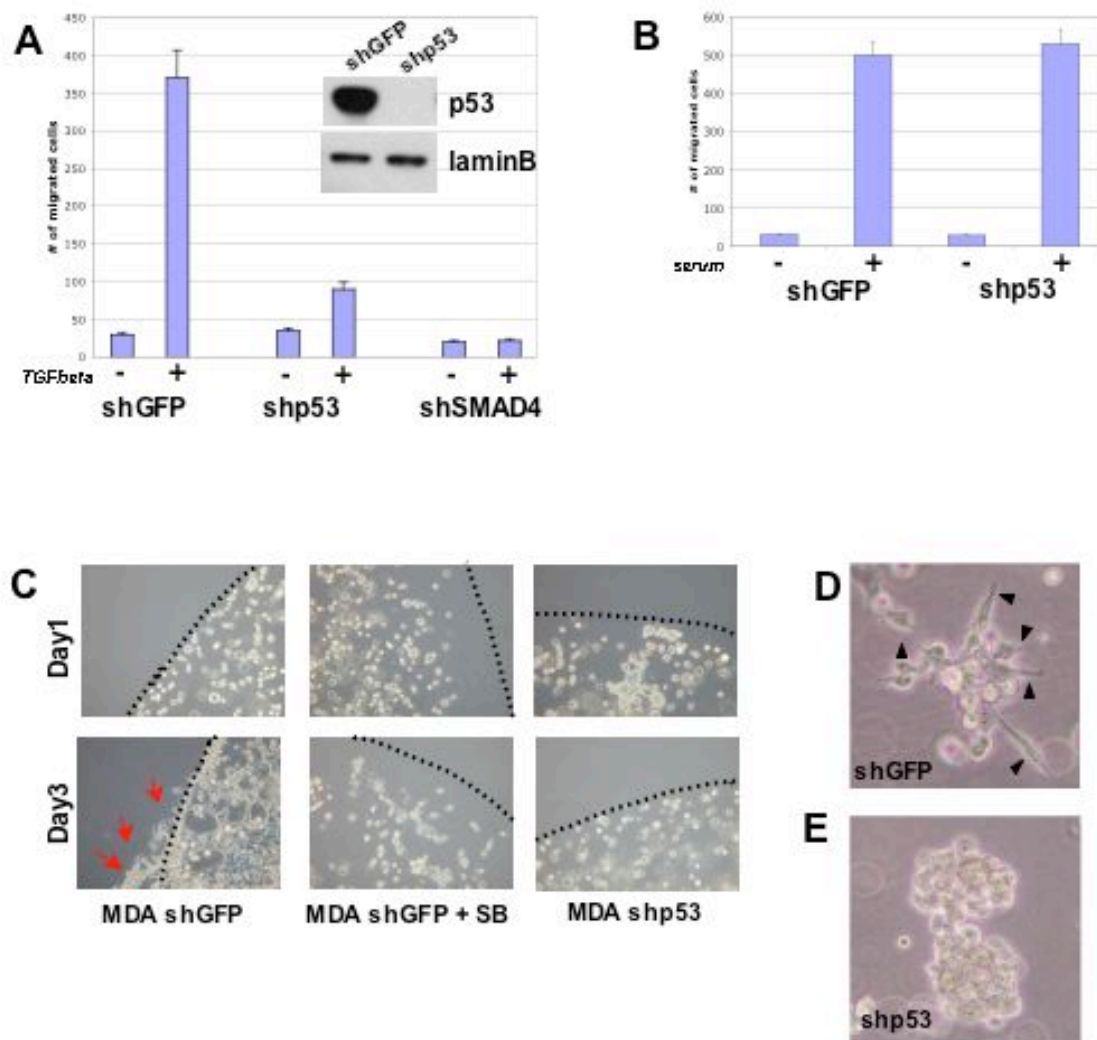 A
450
400
350
300
250
200
150
100
50
0
# of migrated cells
shGFP shp53
p53
laminB
TGFbeta - + - + - +
shGFP shp53 shSMAD4
B
600
500
400
300
200
100
0
# of migrated cells
serum - + - +
shGFP shp53
C
Day1
Day3
MDA shGFP MDA shGFP + SB MDA shp53
D
shGFP
E
shp53